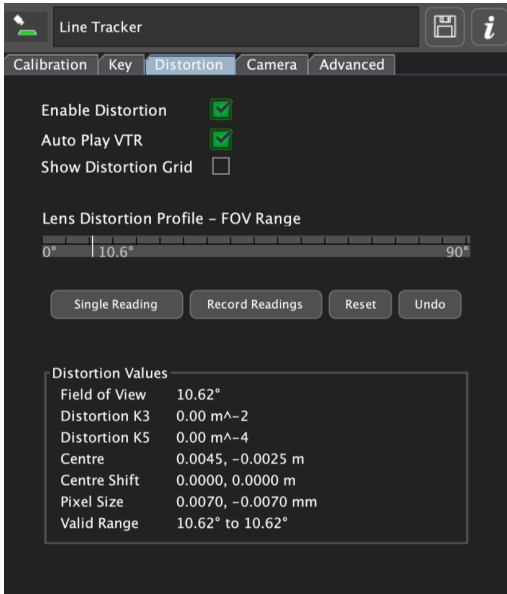 Line Tracker
i
Calibration Key Distortion Camera Advanced
Enable Distortion
Auto Play VTR
Show Distortion Grid
Lens Distortion Profile – FOV Range
0° 10.6° 90°
Single Reading Record Readings Reset Undo
Distortion Values
Field of View 10.62°
Distortion K3 0.00 m^-2
Distortion K5 0.00 m^-4
Centre 0.0045, -0.0025 m
Centre Shift 0.0000, 0.0000 m
Pixel Size 0.0070, -0.0070 mm
Valid Range 10.62° to 10.62°